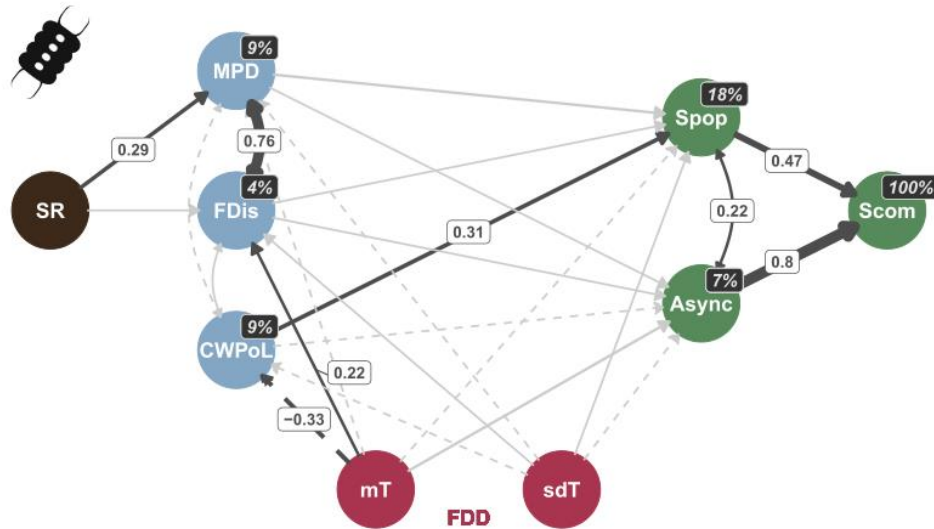 9%
MPD
0.29
0.76
18%
Spop
0.47
SR
4%
FDis
0.31
0.22
100%
Scom
7%
Async
0.8
9%
CWPoL
0.22
−0.33
mT
sdT
FDD